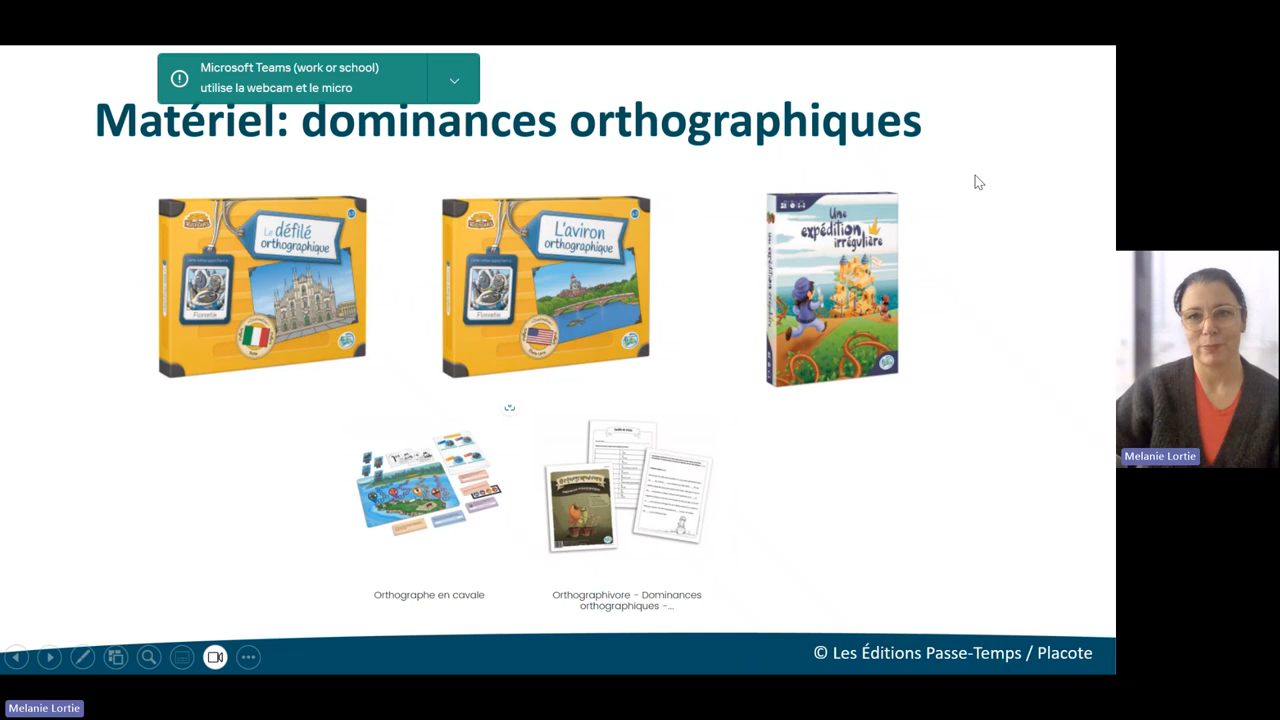 Microsoft Teams (work or school)
utilise la webcam et le micro
Matériel: dominances orthographiques
Le défilé
orthographique
Florostie
L'aviron
orthographique
Une
expédition
irrégulière
Orthographe en cavale
Orthographivore - Dominances
orthographiques -...
© Les Éditions Passe-Temps / Placote
Melanie Lortie
Melanie Lortie